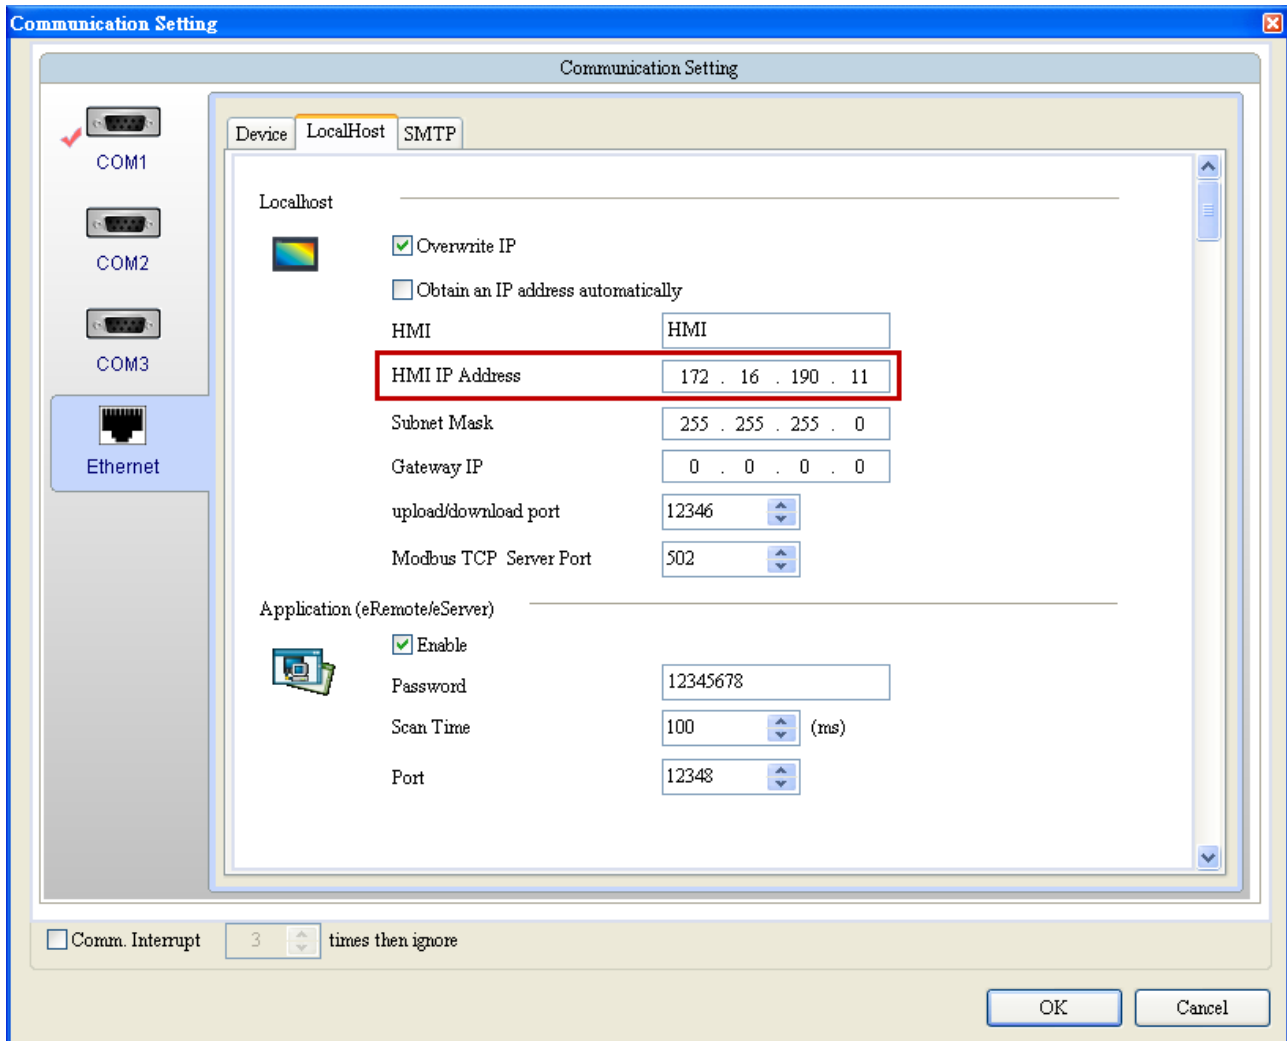 Communication Setting
Communication Setting
COM1
COM2
COM3
Ethernet
Device LocalHost SMTP
Localhost
Overwrite IP
Obtain an IP address automatically
HMI HMI
HMI IP Address 172 . 16 . 190 . 11
Subnet Mask 255 . 255 . 255 . 0
Gateway IP 0 . 0 . 0 . 0
upload/download port 12346
Modbus TCP Server Port 502
Application (eRemote/eServer)
Enable
Password 12345678
Scan Time 100 (ms)
Port 12348
Comm. Interrupt 3 times then ignore
OK Cancel